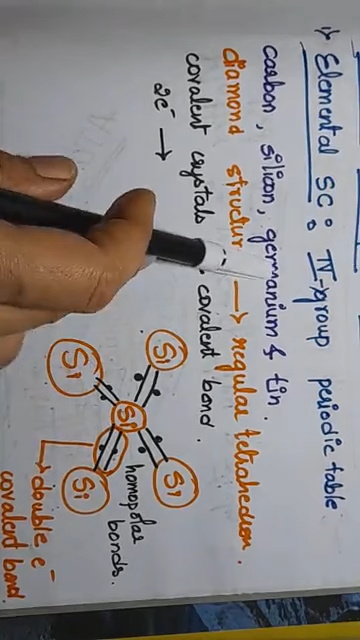 1) Elemental SC : IV-group periodic table
carbon, silicon, germanium & tin.
diamond structur → regular tetrahedron.
covalent crystals. covalent bond.
2e⁻ →
Si
Si
Si
Si
Si
homopolar
bonds.
→ double e⁻
covalent bond.